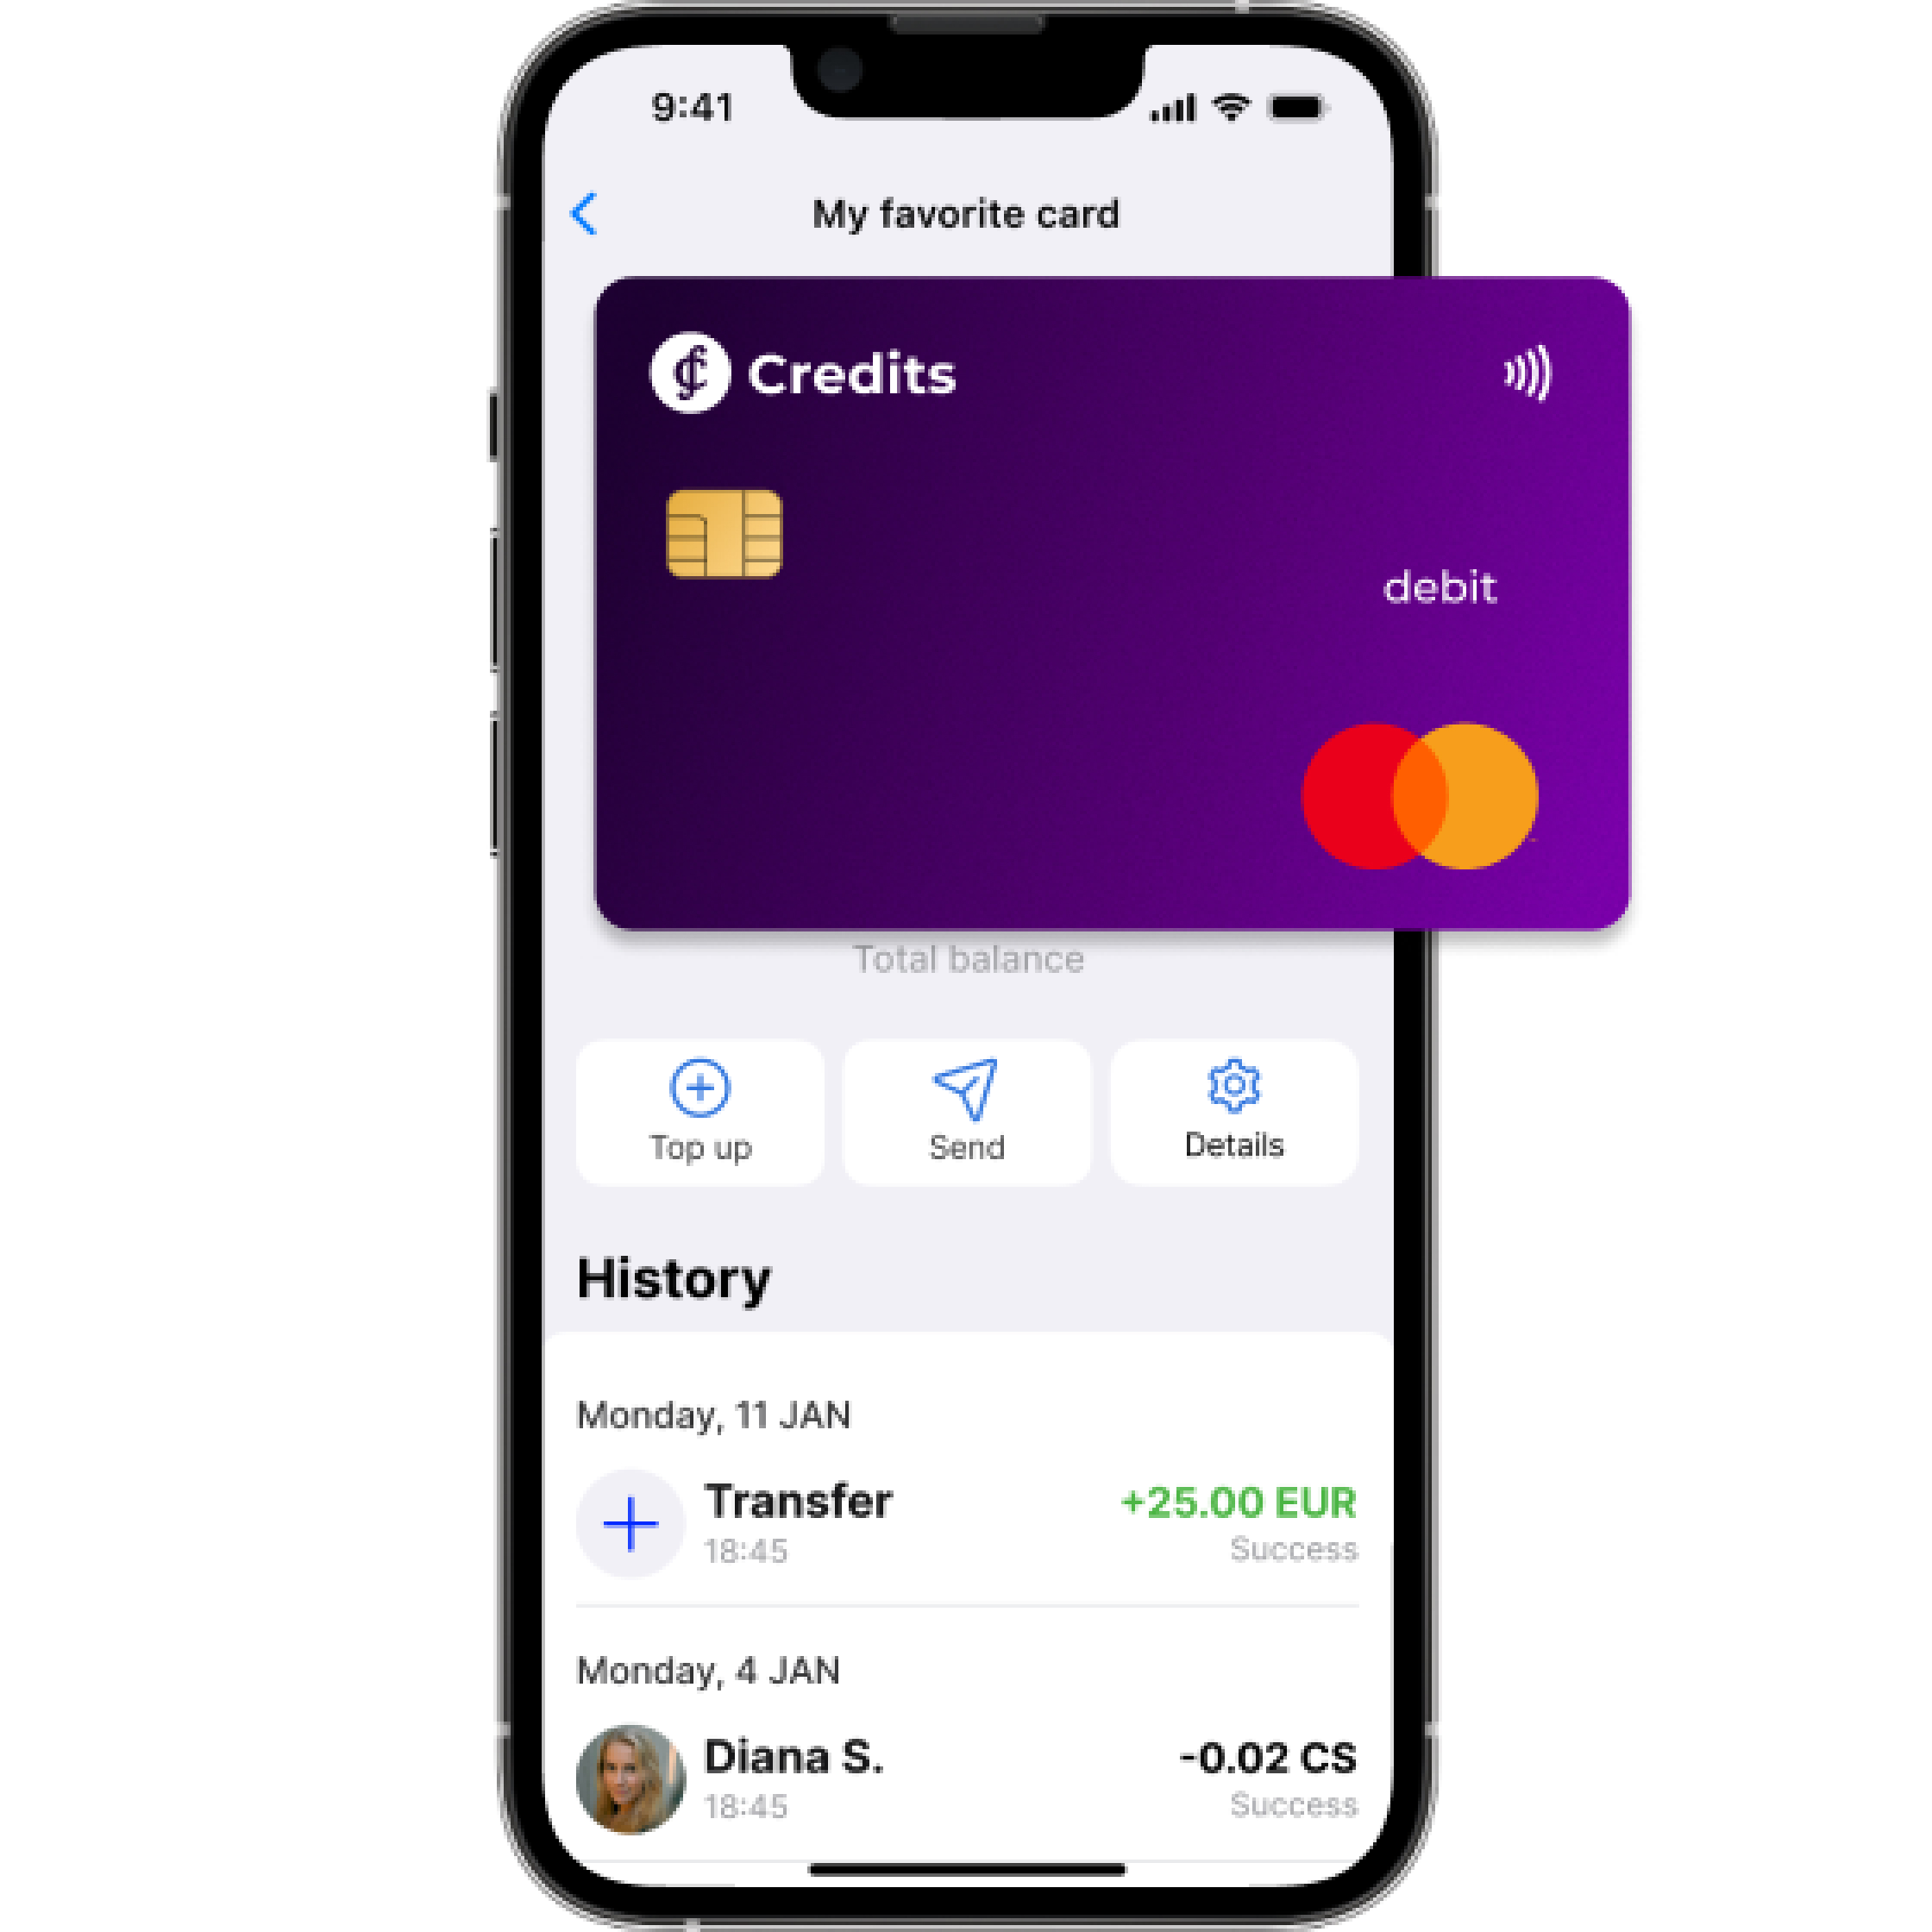 9:41
My favorite card
Credits
debit
Total balance
Top up
Send
Details
History
Monday, 11 JAN
Transfer
+25.00 EUR
18:45
Success
Monday, 4 JAN
Diana S.
-0.02 CS
18:45
Success